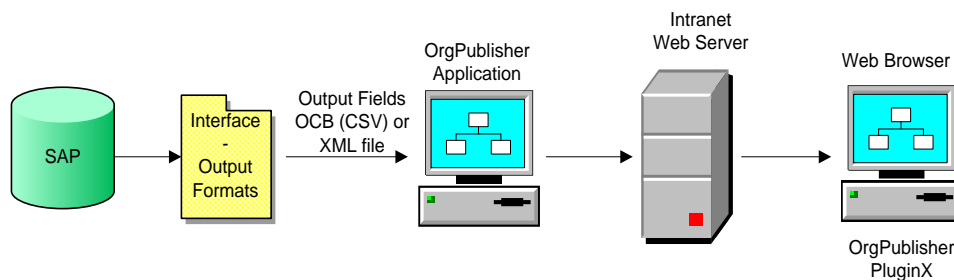 SAP
Interface
-
Output
Formats
Output Fields
OCB (CSV) or
XML file
OrgPublisher
Application
Intranet
Web Server
Web Browser
OrgPublisher
PluginX